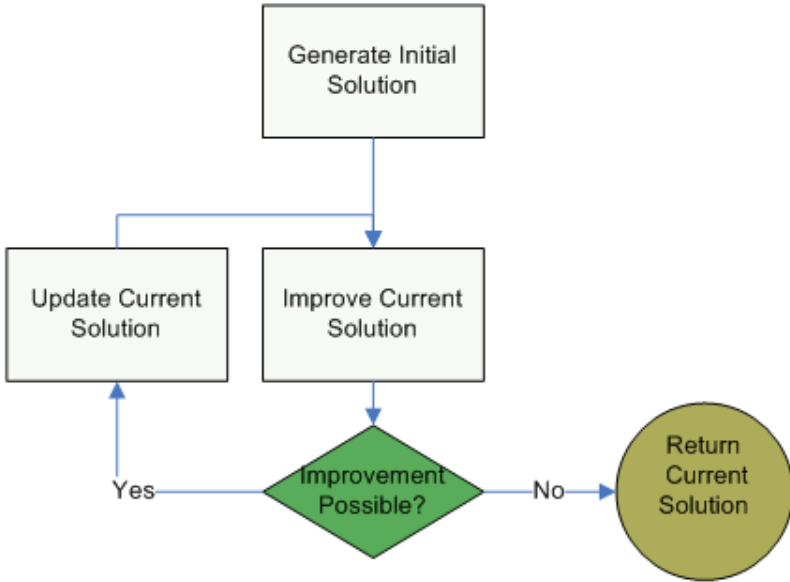 Generate Initial
Solution
Update Current
Solution
Improve Current
Solution
Improvement
Possible?
Yes
No
Return
Current
Solution